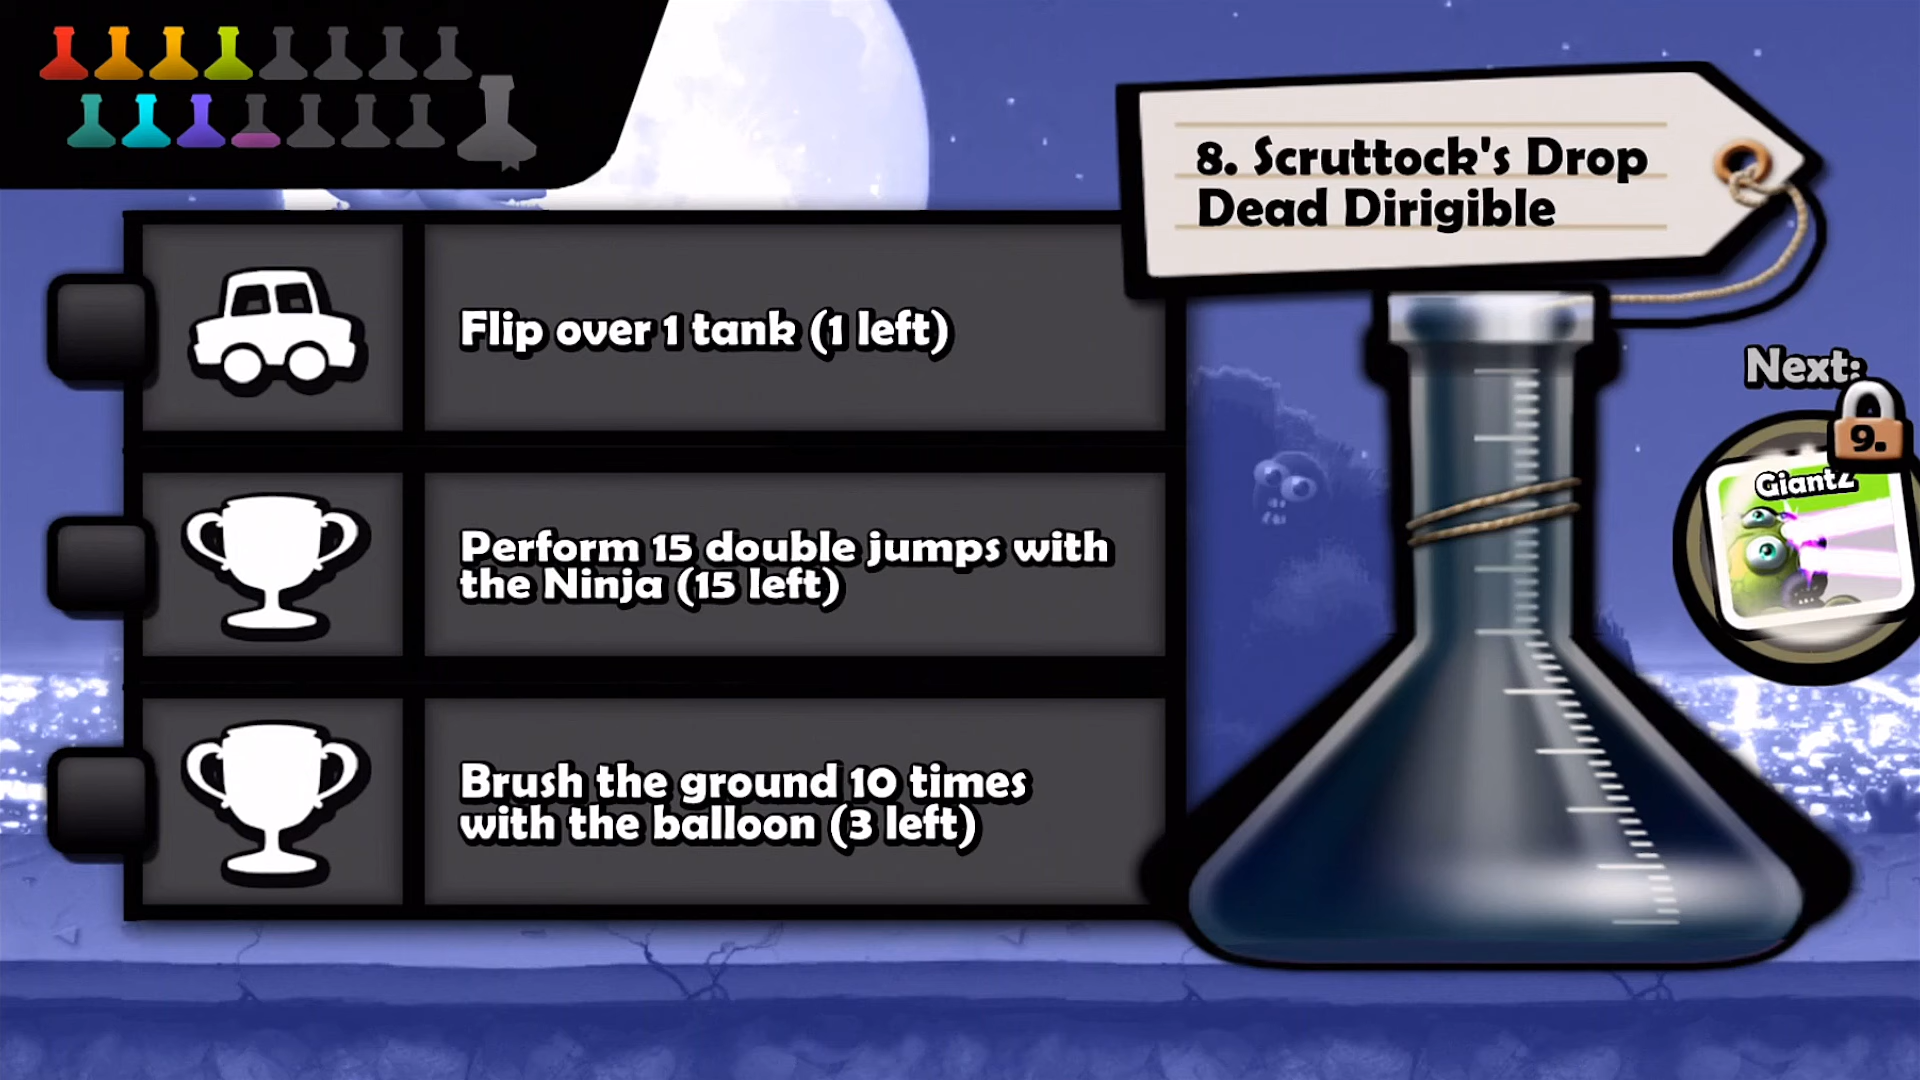 8. Scruttock's Drop
Dead Dirigible
Flip over 1 tank (1 left)
Perform 15 double jumps with
the Ninja (15 left)
Brush the ground 10 times
with the balloon (3 left)
Next:
9.
GiantZ